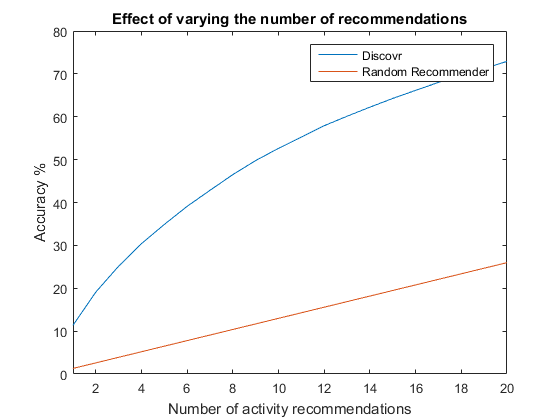 Effect of varying the number of recommendations
80
70
60
50
40
30
20
10
0
Accuracy %
Discovr
Random Recommender
2 4 6 8 10 12 14 16 18 20
Number of activity recommendations